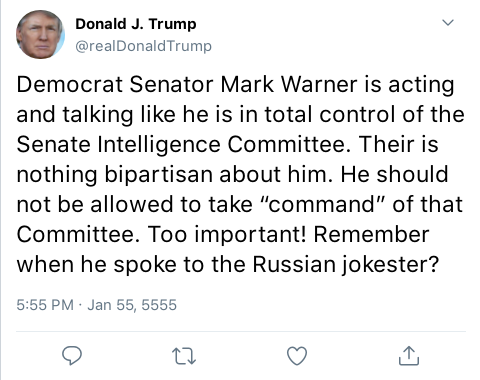 Donald J. Trump
@realDonaldTrump
Democrat Senator Mark Warner is acting
and talking like he is in total control of the
Senate Intelligence Committee. Their is
nothing bipartisan about him. He should
not be allowed to take “command” of that
Committee. Too important! Remember
when he spoke to the Russian jokester?
5:55 PM · Jan 55, 5555